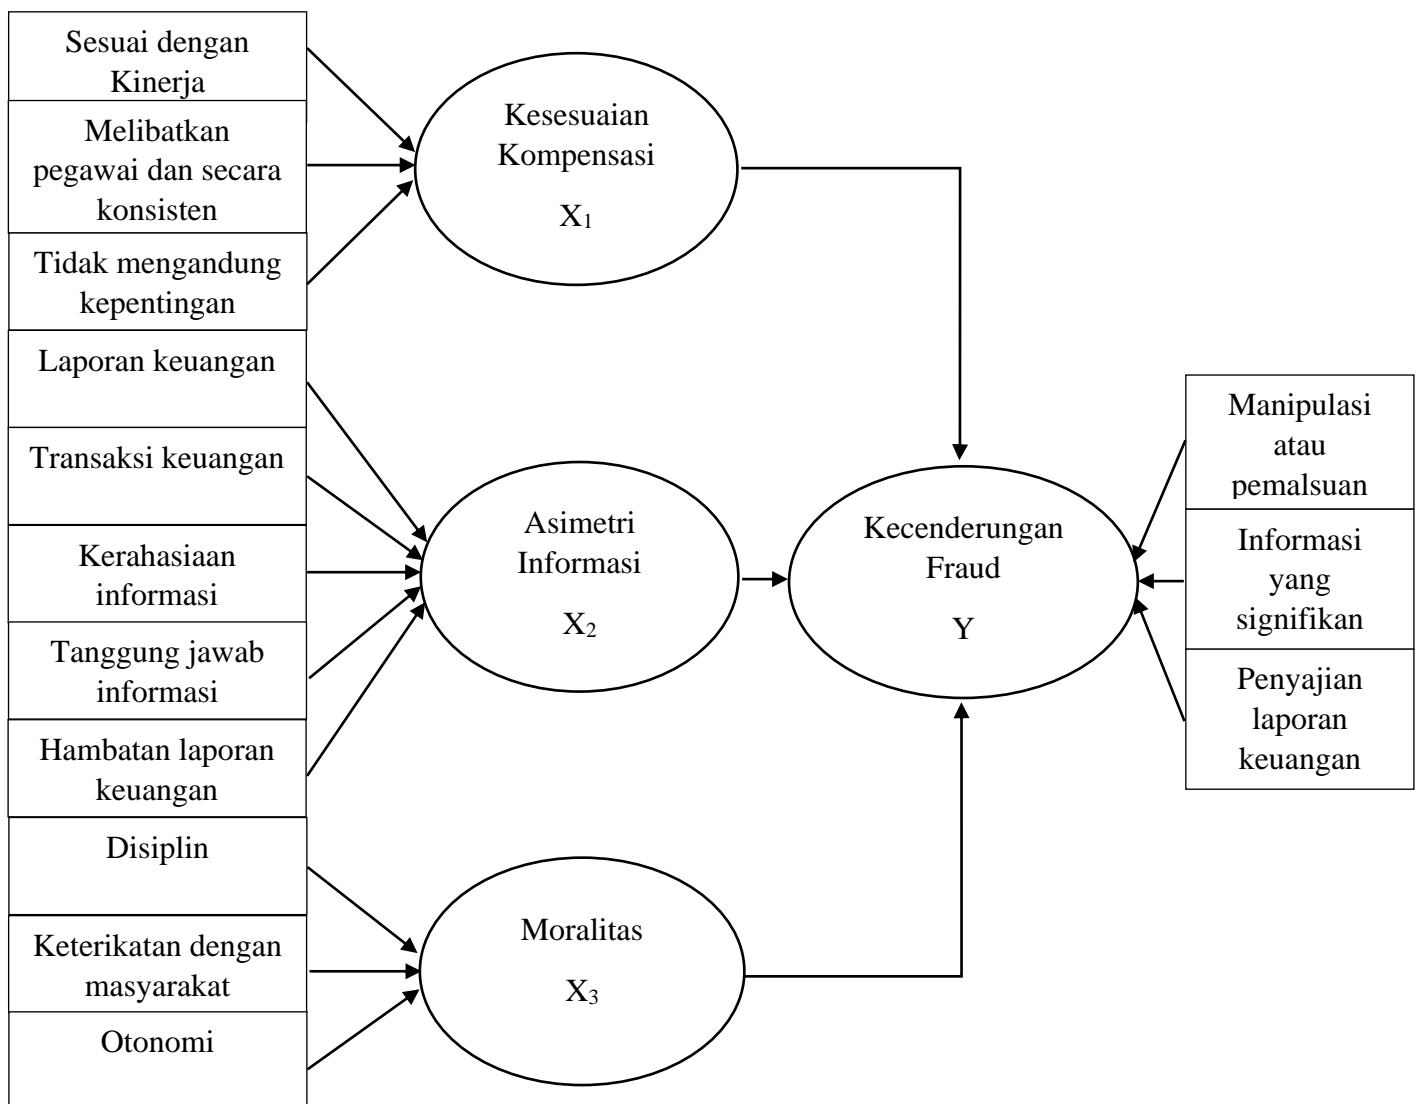 Sesuai dengan
Kinerja
Melibatkan
pegawai dan secara
konsisten
Tidak mengandung
kepentingan
Laporan keuangan
Transaksi keuangan
Kerahasiaan
informasi
Tanggung jawab
informasi
Hambatan laporan
keuangan
Disiplin
Keterikatan dengan
masyarakat
Otonomi
Kesesuaian
Kompensasi
X1
Asimetri
Informasi
X2
Moralitas
X3
Kecenderungan
Fraud
Y
Manipulasi
atau
pemalsuan
Informasi
yang
signifikan
Penyajian
laporan
keuangan